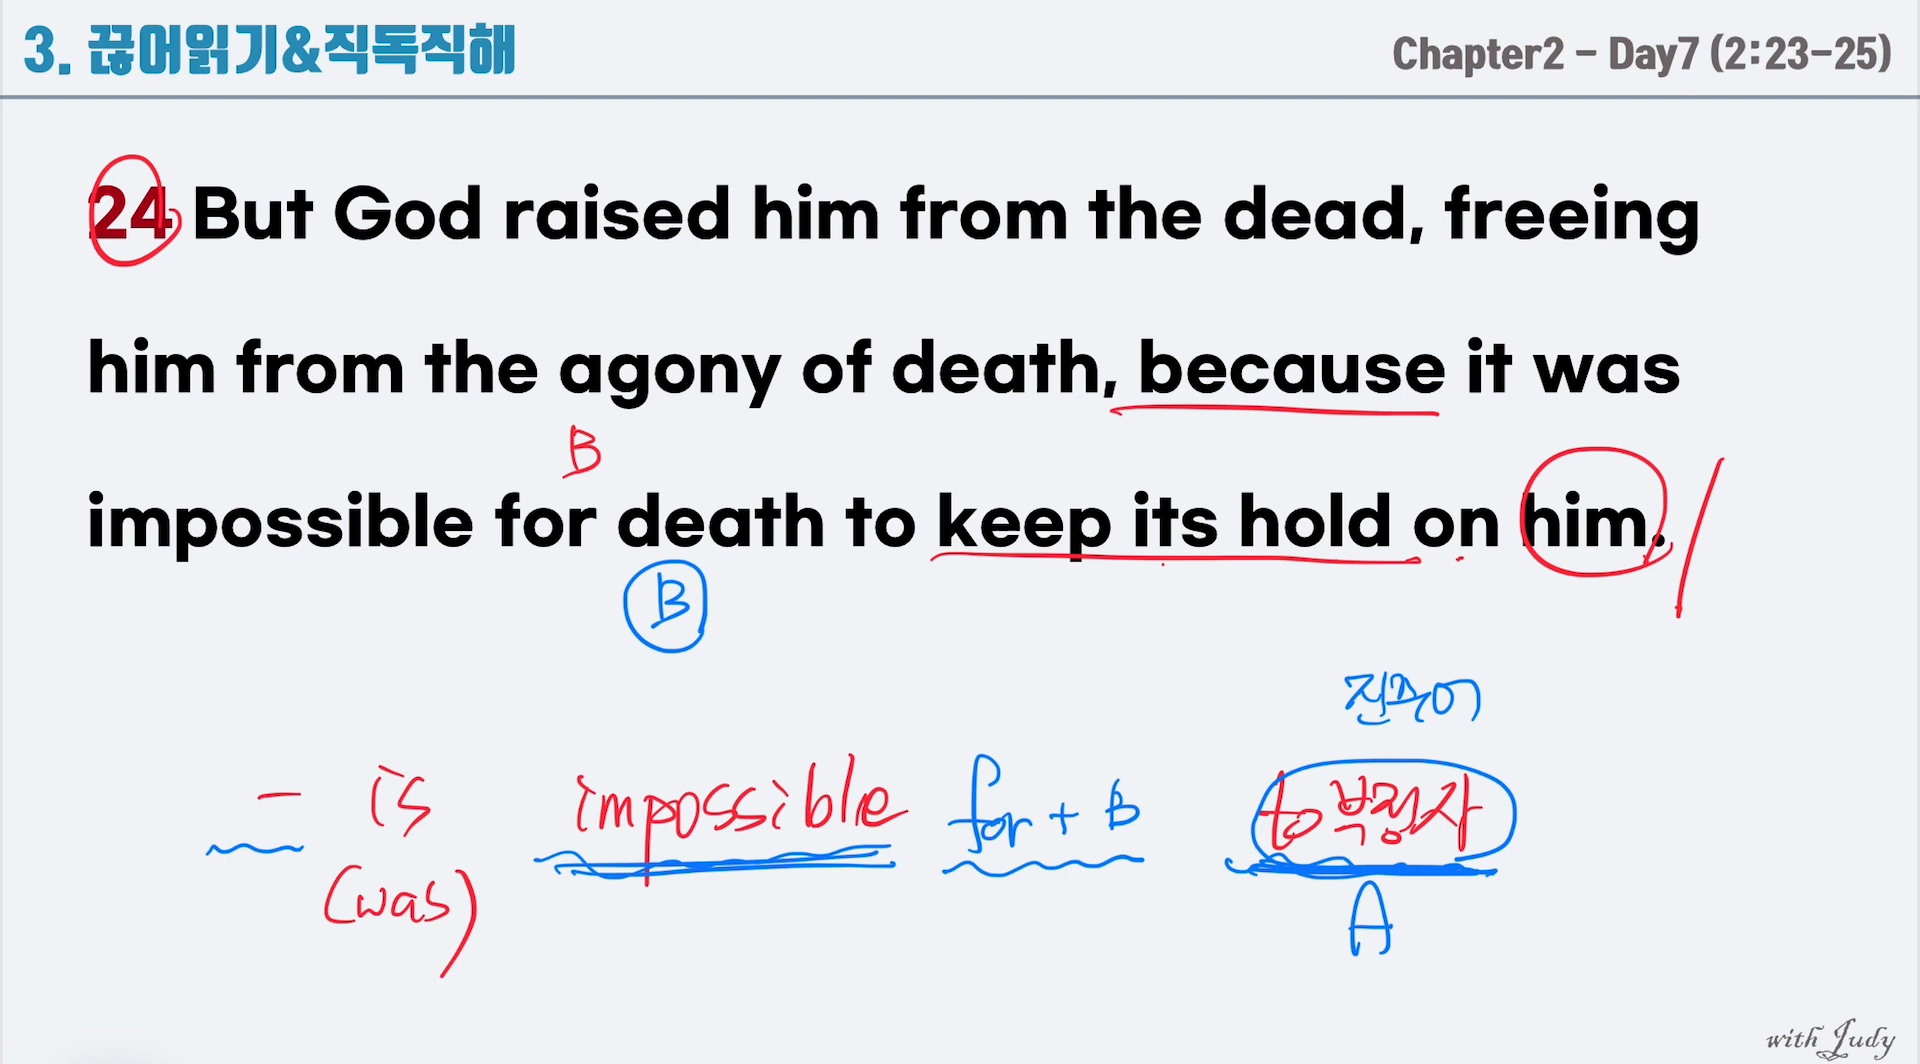 3. 끊어읽기&직독직해
Chapter2 - Day7 (2:23-25)
24 But God raised him from the dead, freeing
him from the agony of death, because it was
B
impossible for death to keep its hold on him.
B
진주어
- is impossible for + B to부정사
(was)
A
with Judy